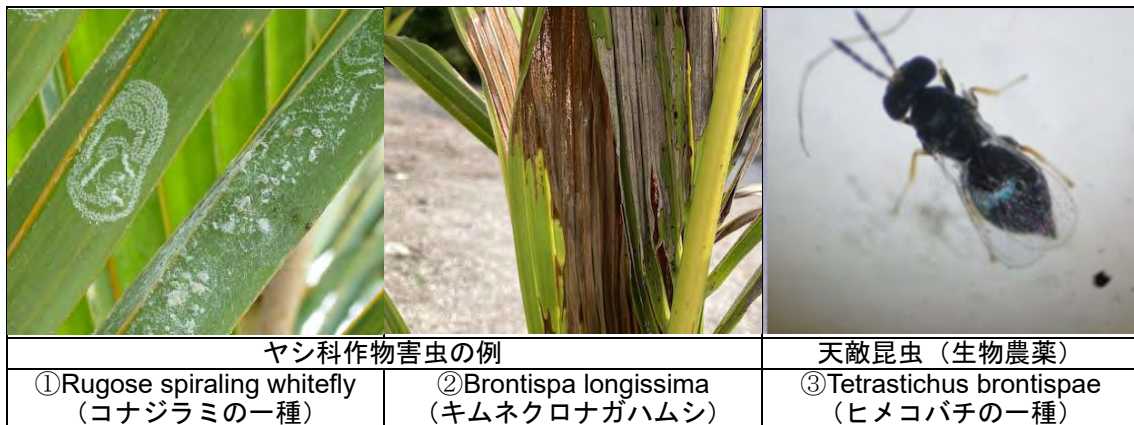 ヤシ科作物害虫の例
天敵昆虫（生物農薬）
①Rugose spiraling whitefly
（コナジラミの一種）
②Brontispa longissima
（キムネクロナガハムシ）
③Tetrastichus brontispae
（ヒメコバチの一種）